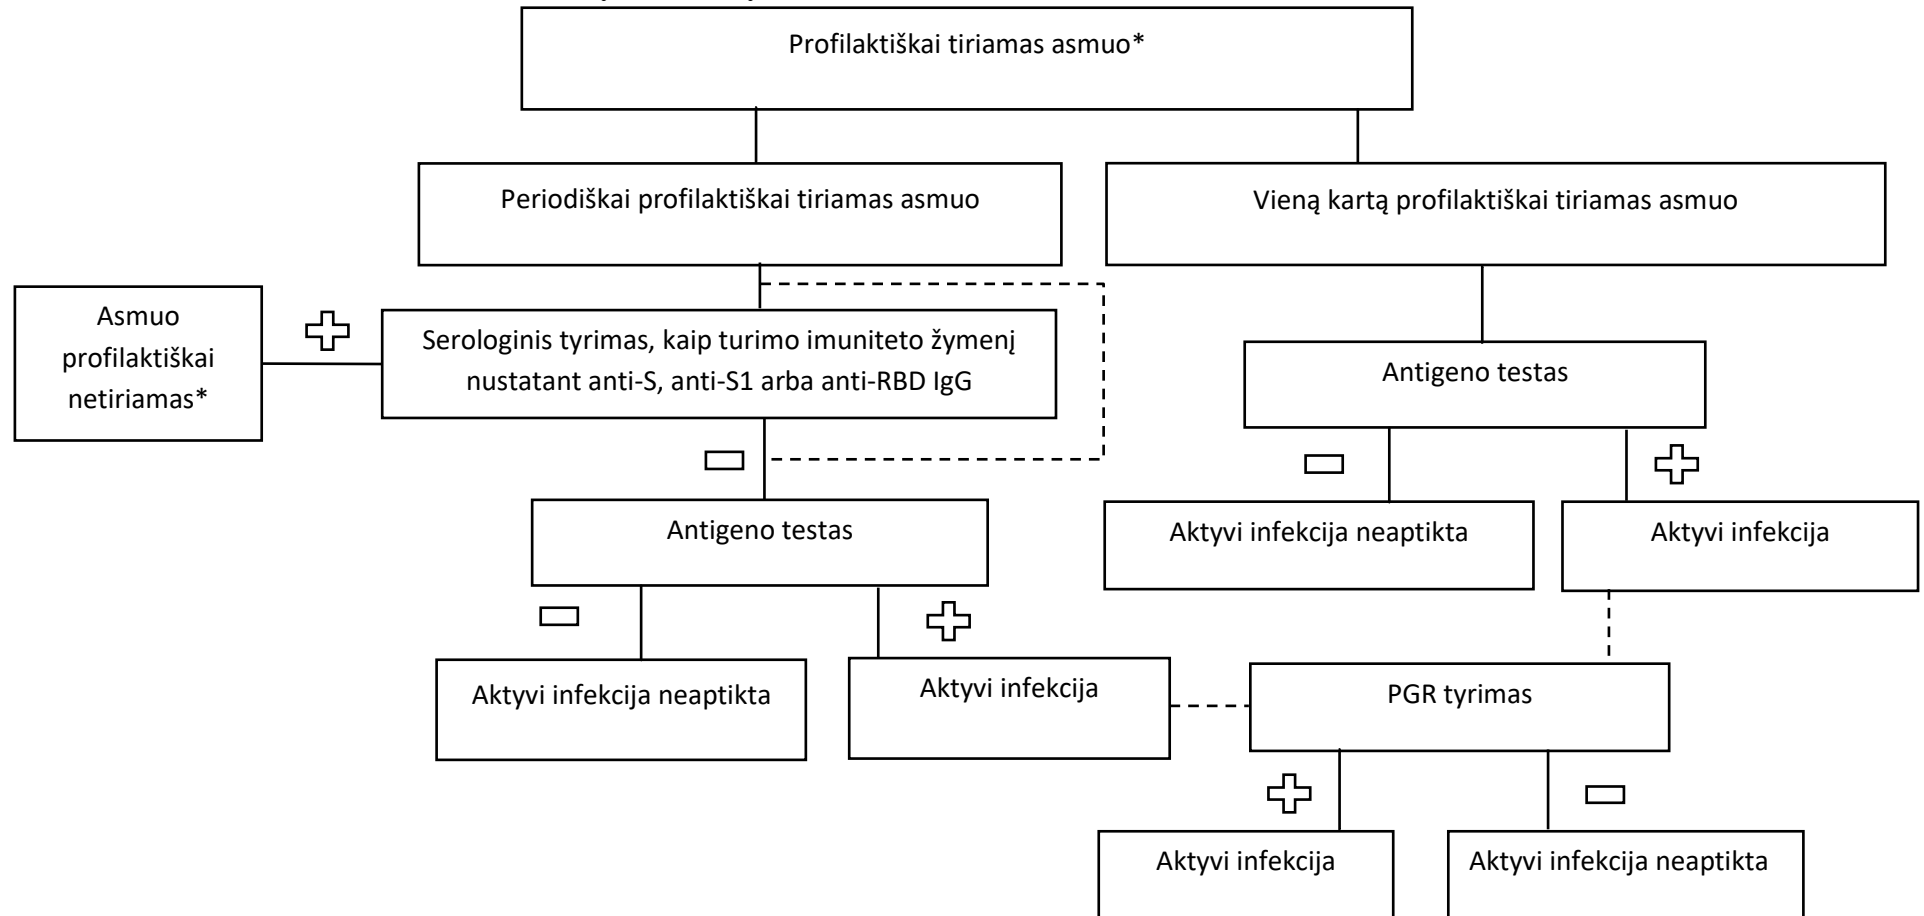 Profilaktiškai tiriamas asmuo*
Periodiškai profilaktiškai tiriamas asmuo
Vieną kartą profilaktiškai tiriamas asmuo
Asmuo
profilaktiškai
netiriamas*
Serologinis tyrimas, kaip turimo imuniteto žymenį
nustatant anti-S, anti-S1 arba anti-RBD IgG
Antigeno testas
Antigeno testas
Aktyvi infekcija neaptikta
Aktyvi infekcija
Aktyvi infekcija neaptikta
Aktyvi infekcija
PGR tyrimas
Aktyvi infekcija
Aktyvi infekcija neaptikta